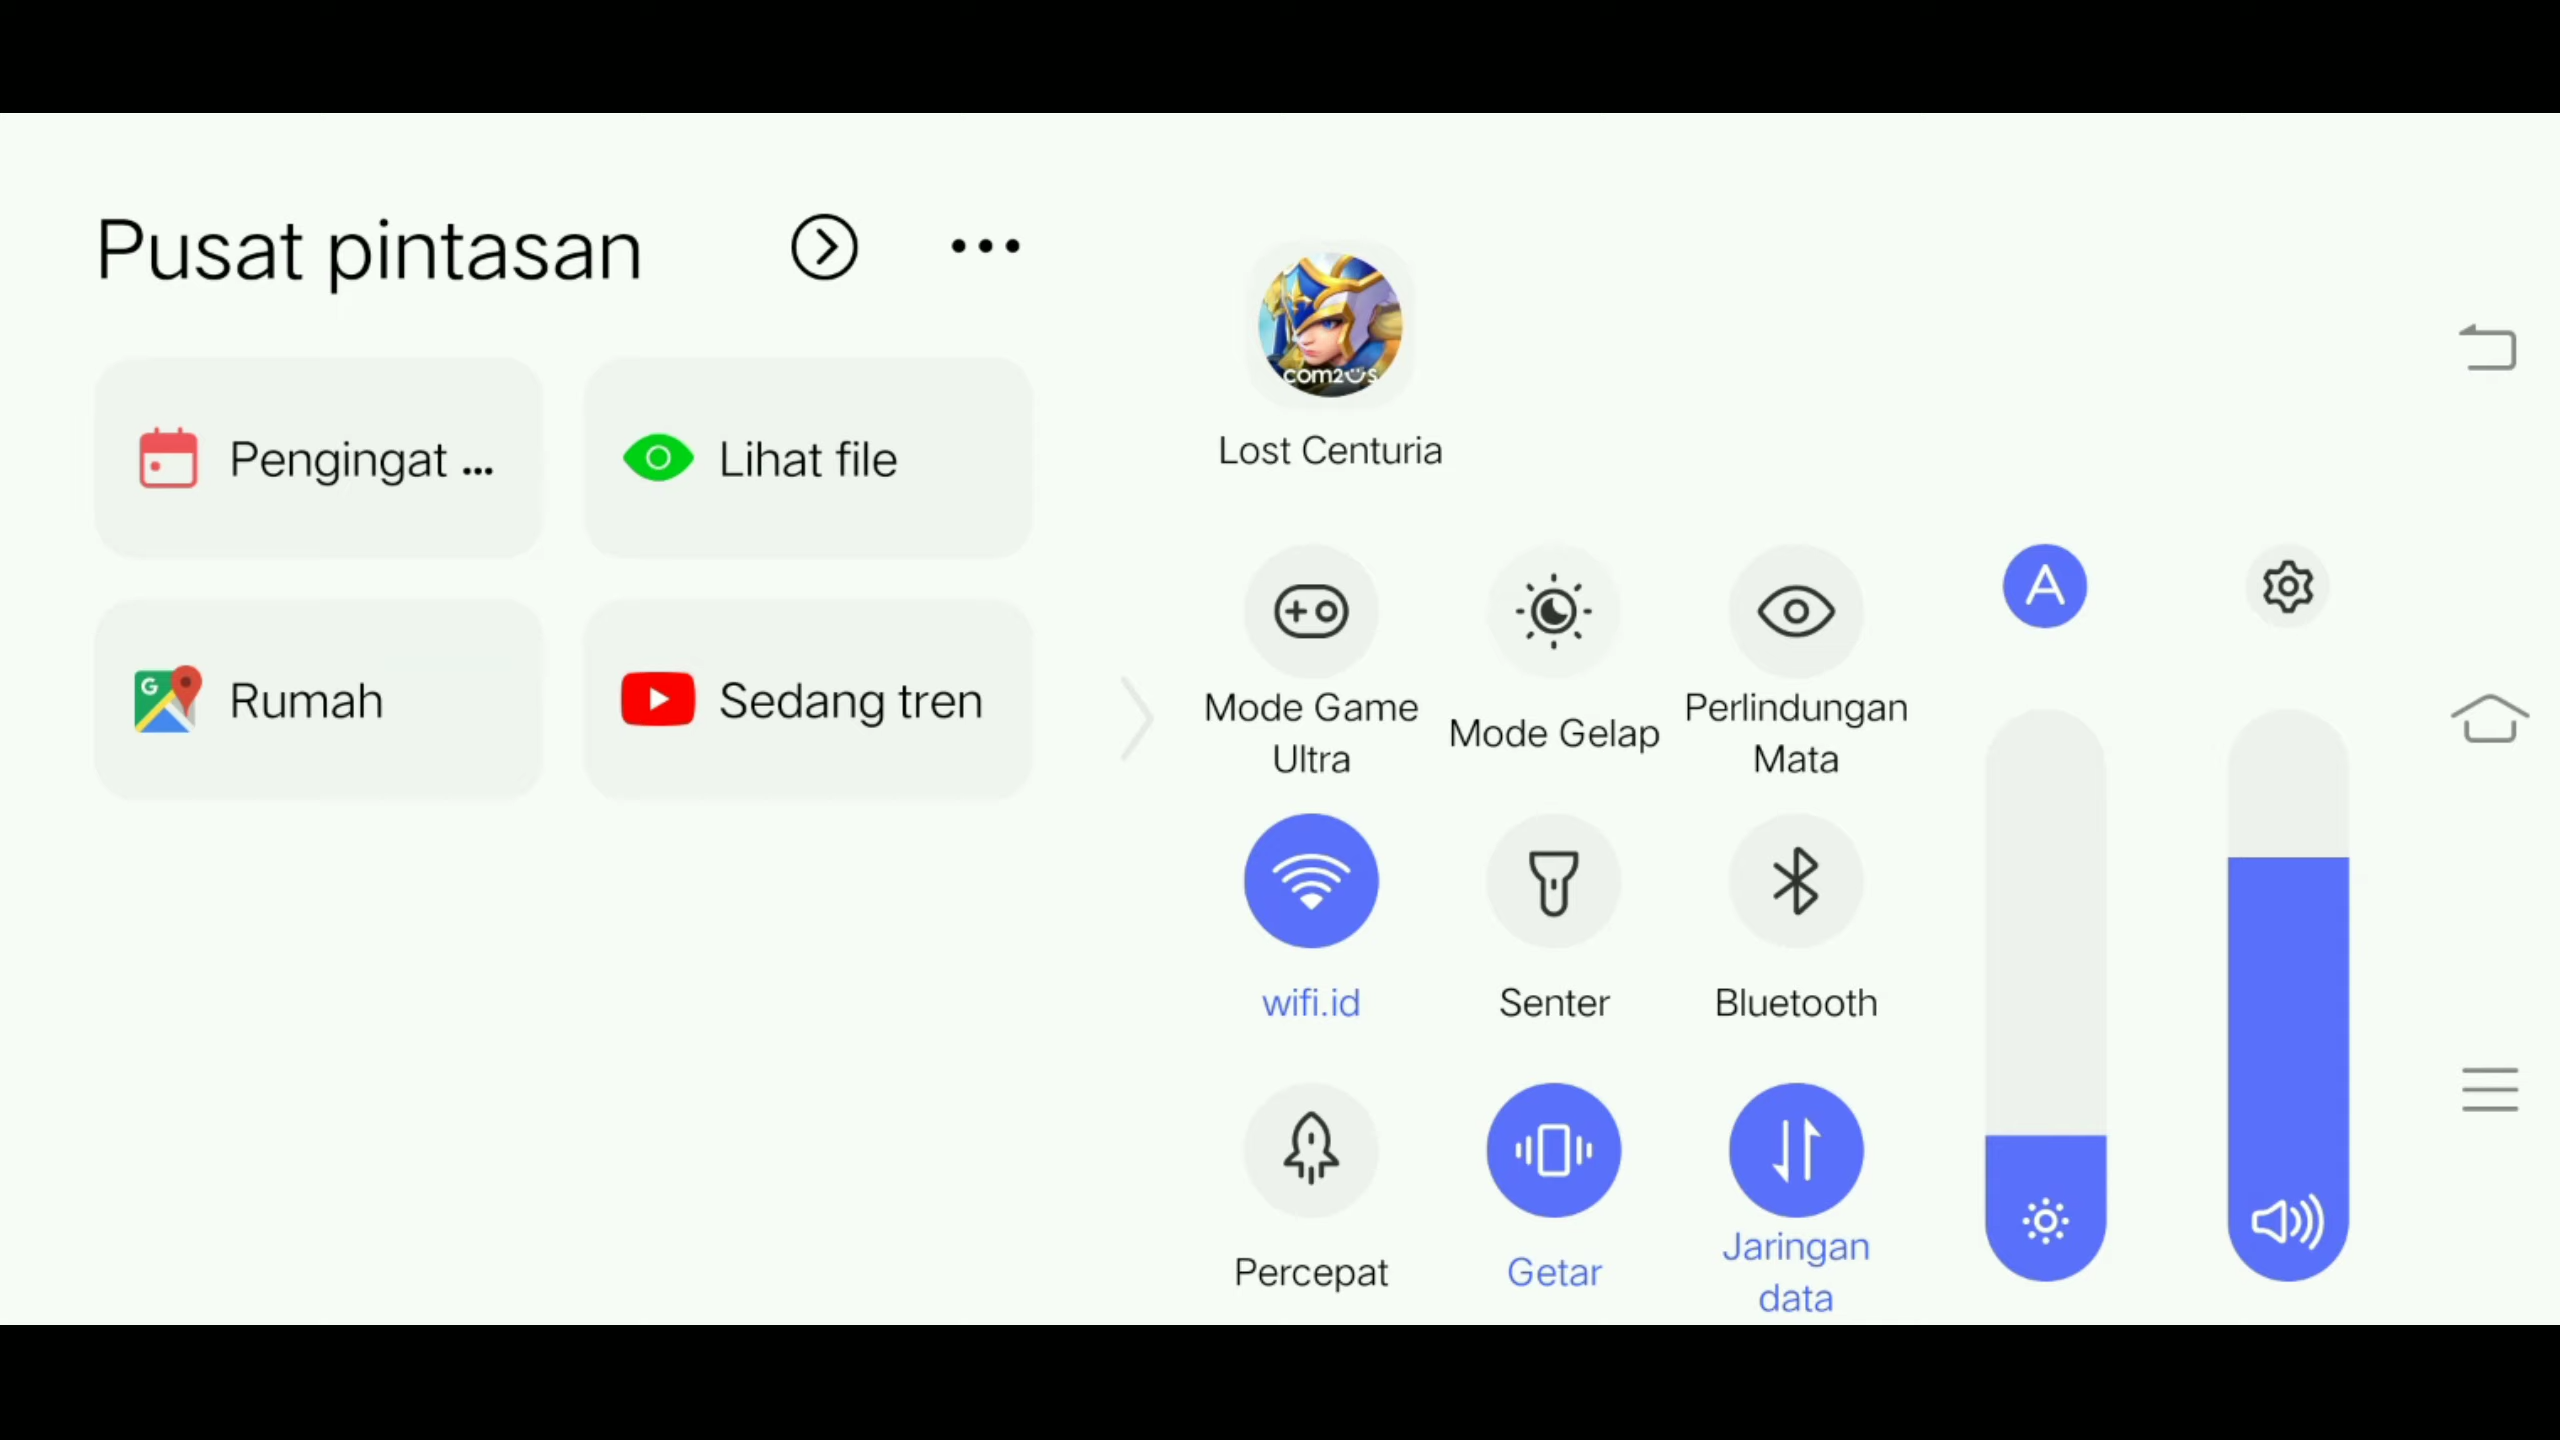 Pusat pintasan
Pengingat ...
Lihat file
Rumah
Sedang tren
com2us
Lost Centuria
Mode Game
Ultra
Mode Gelap
Perlindungan
Mata
A
wifi.id
Senter
Bluetooth
Percepat
Getar
Jaringan
data